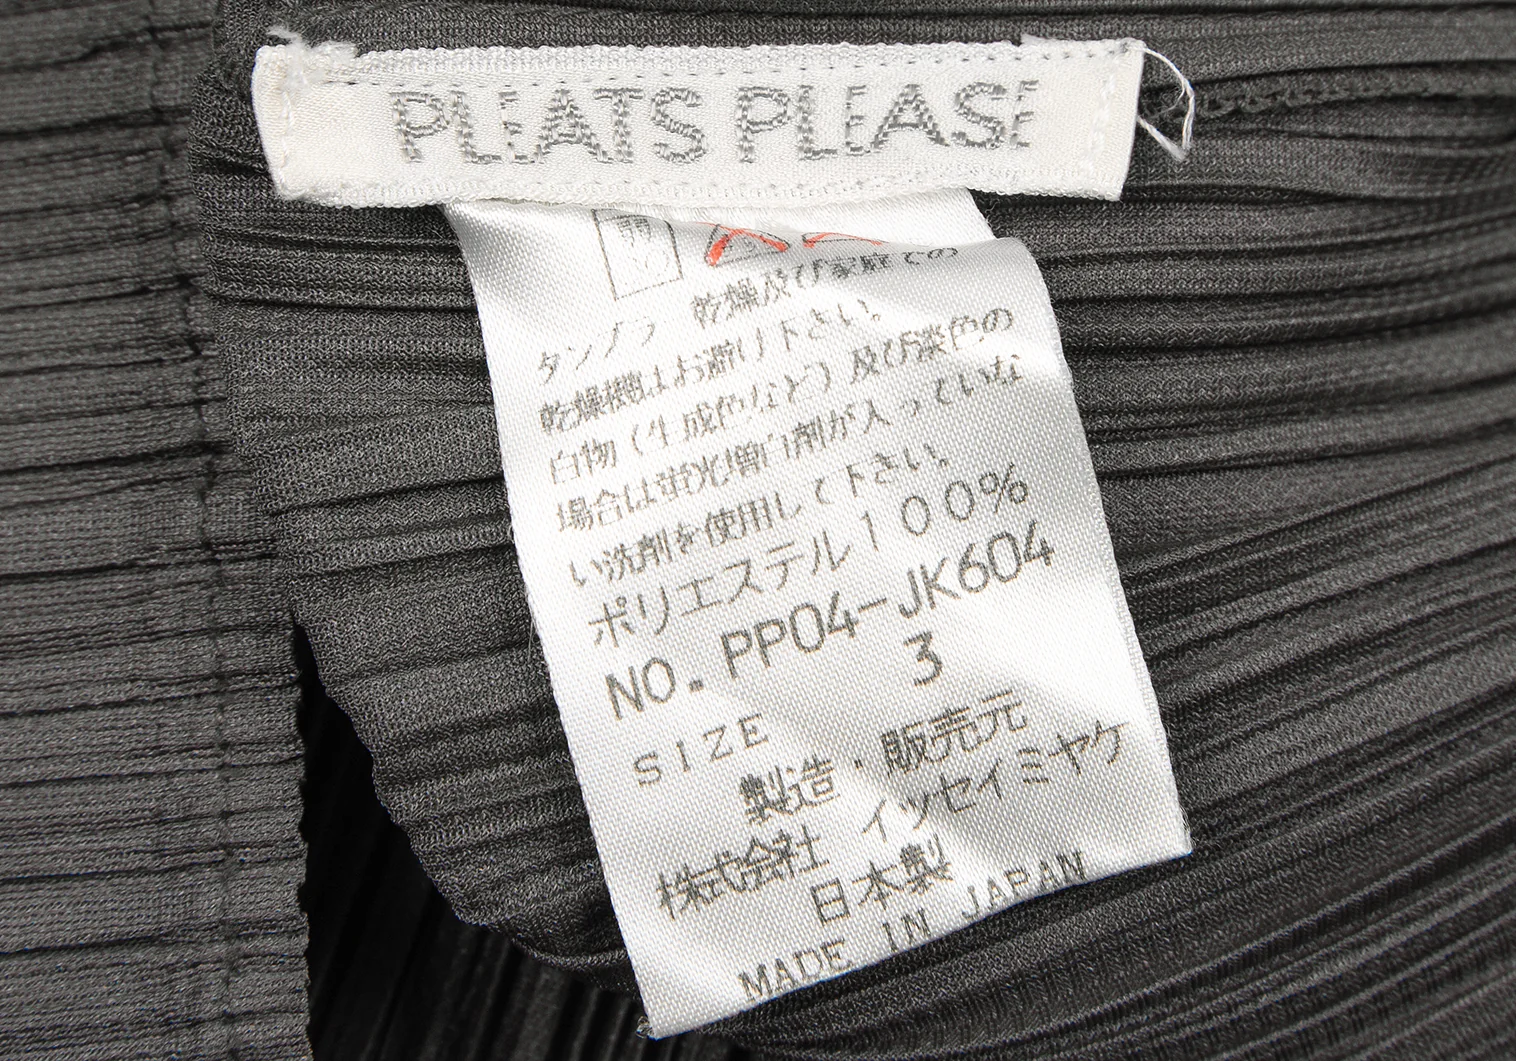 PLEATS PLEASE
タンブラー乾燥及び家庭での
乾燥機はお避け下さい。
白物（生成色など）及び淡色の
場合は蛍光増白剤が入っていな
い洗剤を使用して下さい。
ポリエステル100%
NO. PP04-JK604
SIZE 3
製造・販売元
株式会社 イッセイミヤケ
日本製
MADE IN JAPAN